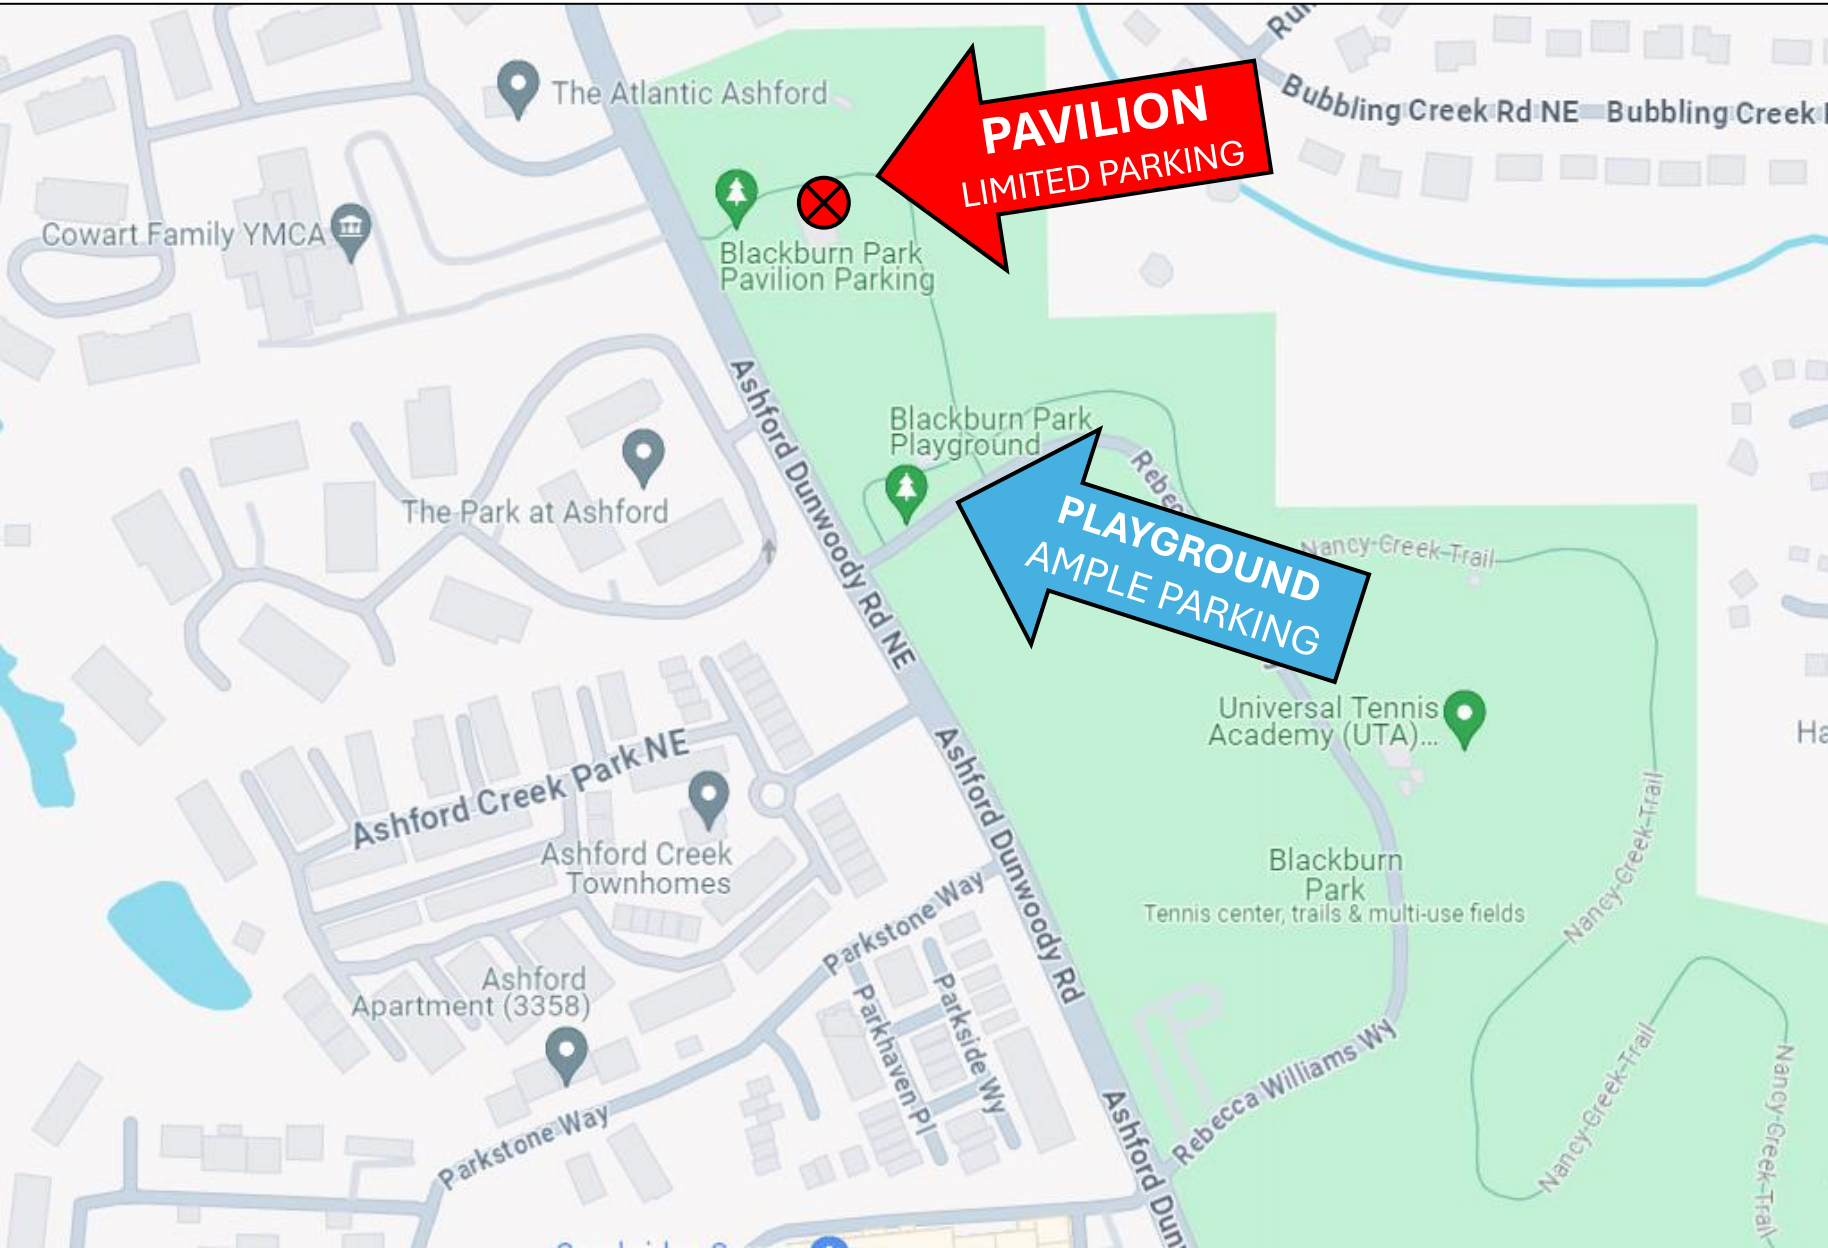 Bubbling Creek Rd NE
Bubbling Creek
The Atlantic Ashford
PAVILION
LIMITED PARKING
Cowart Family YMCA
Blackburn Park
Pavilion Parking
Ashford Dunwoody Rd NE
Blackburn Park
Playground
PLAYGROUND
AMPLE PARKING
Nancy Creek Trail
The Park at Ashford
Universal Tennis
Academy (UTA)...
Ashford Creek Park NE
Ashford Dunwoody Rd
Ashford Creek
Townhomes
Blackburn
Park
Tennis center, trails & multi-use fields
Nancy Creek Trail
Parkstone Way
Ashford
Apartment (3358)
Parkhaven Pl
Parkside Wy
Rebecca Williams Wy
Nancy Creek Trail
Nancy Creek Trail
Parkstone Way
Ashford